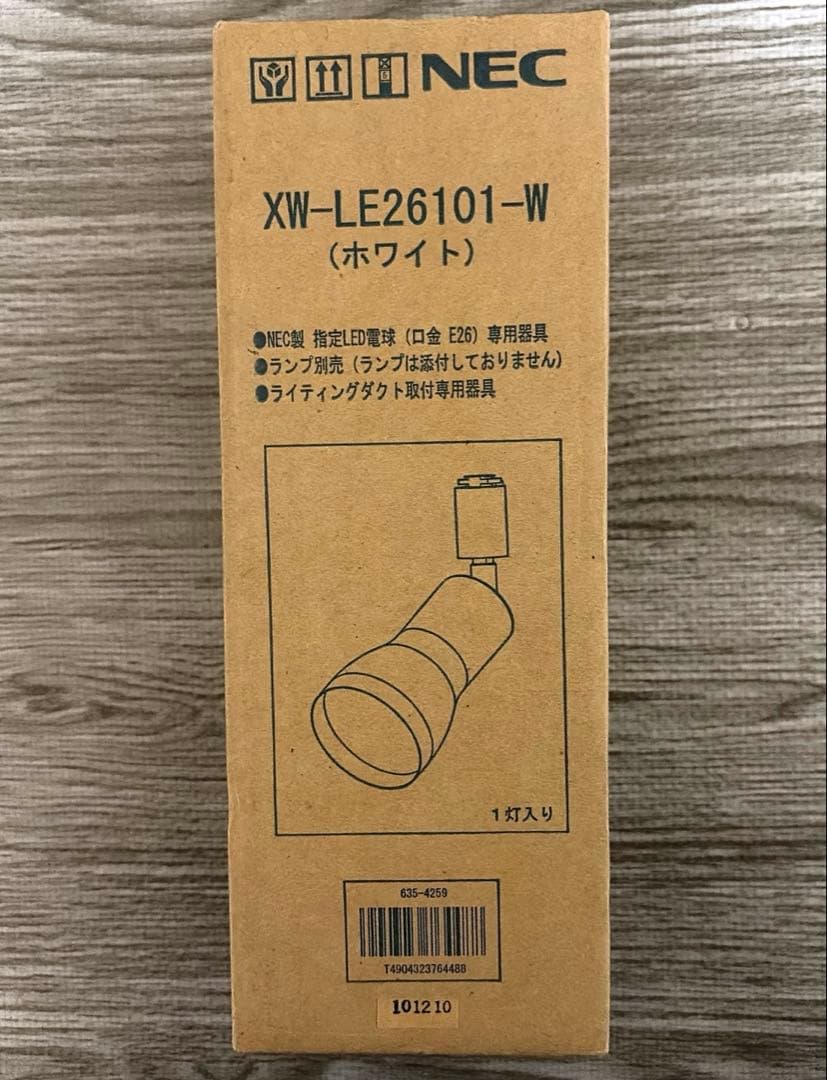 NEC
XW-LE26101-W
(ホワイト)
●NEC製 指定LED電球(口金 E26)専用器具
●ランプ別売(ランプは添付しておりません)
●ライティングダクト取付専用器具
1灯入り
635-4259
T4904323764488
101210